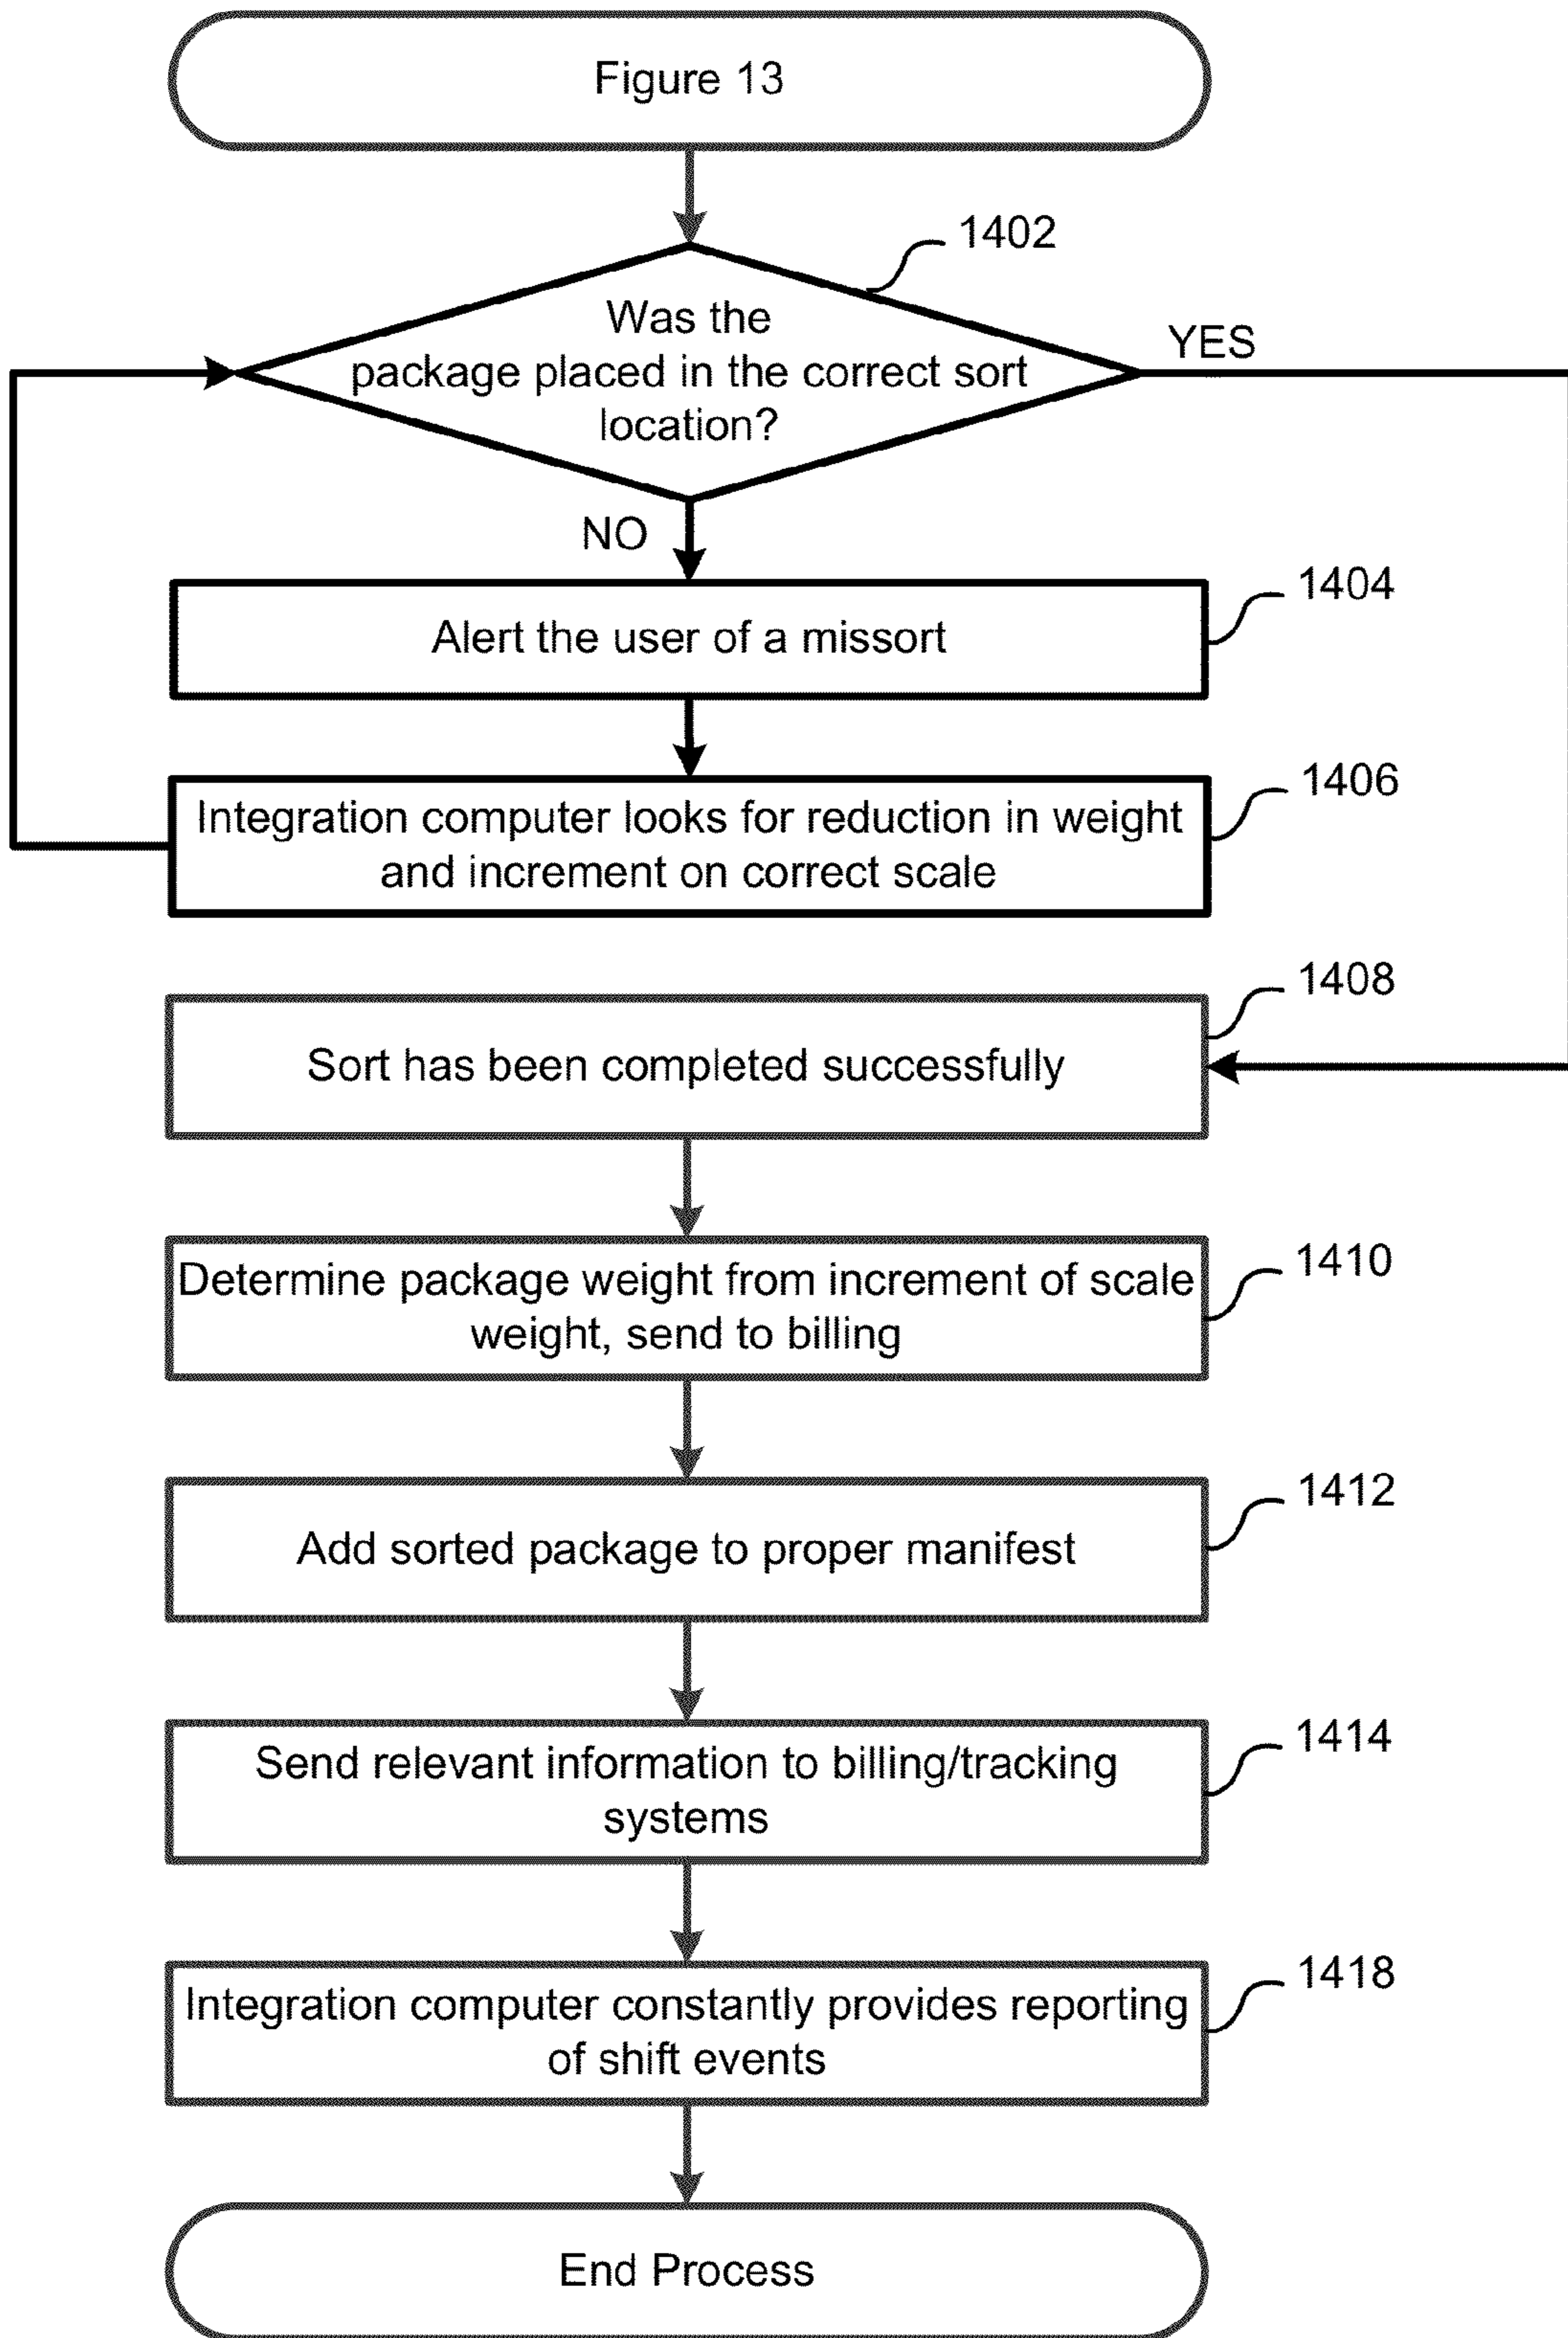 Figure 13
1402
Was the
package placed in the correct sort
location?
YES
NO
1404
Alert the user of a missort
1406
Integration computer looks for reduction in weight
and increment on correct scale
1408
Sort has been completed successfully
1410
Determine package weight from increment of scale
weight, send to billing
1412
Add sorted package to proper manifest
1414
Send relevant information to billing/tracking
systems
1418
Integration computer constantly provides reporting
of shift events
End Process